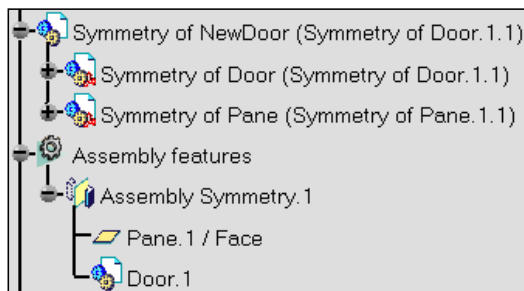 Symmetry of NewDoor (Symmetry of Door.1.1)
Symmetry of Door (Symmetry of Door.1.1)
Symmetry of Pane (Symmetry of Pane.1.1)
Assembly features
Assembly Symmetry.1
Pane.1 / Face
Door.1